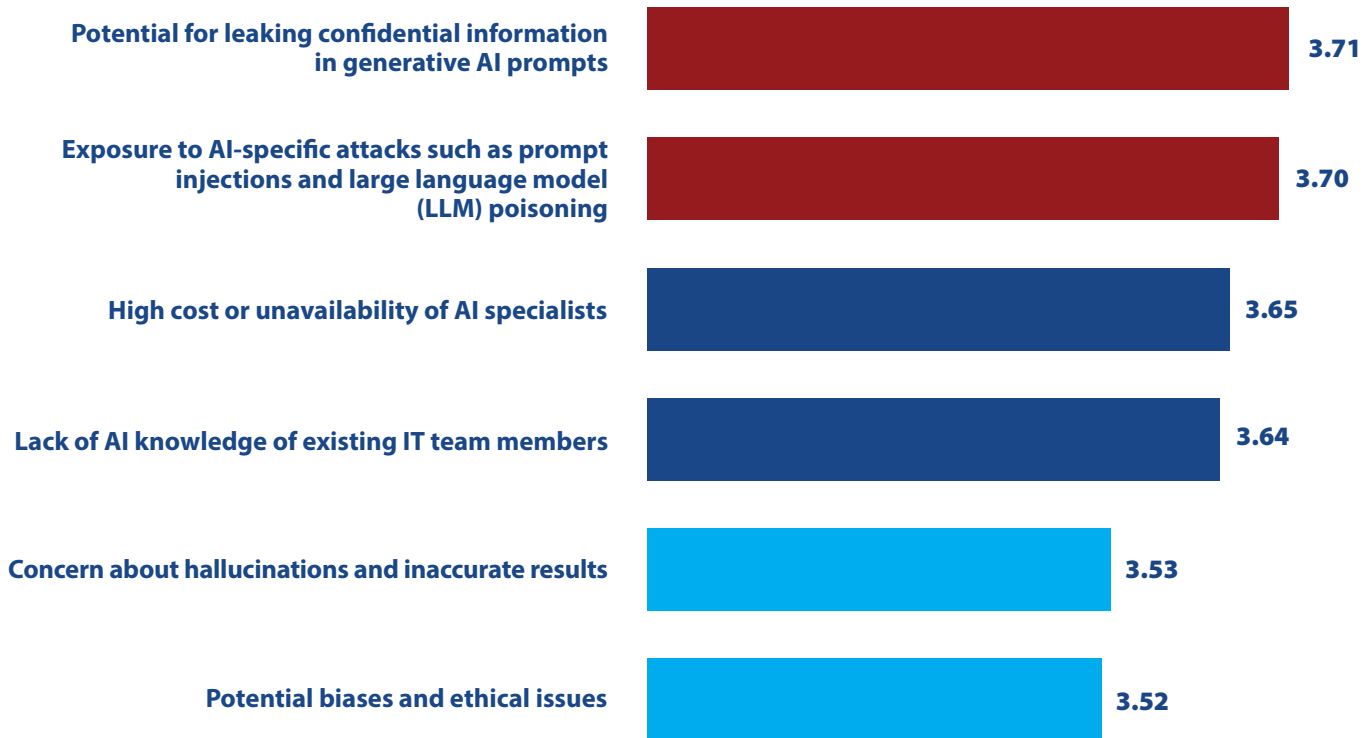 Potential for leaking confidential information
in generative AI prompts
3.71
Exposure to AI-specific attacks such as prompt
injections and large language model
(LLM) poisoning
3.70
High cost or unavailability of AI specialists
3.65
Lack of AI knowledge of existing IT team members
3.64
Concern about hallucinations and inaccurate results
3.53
Potential biases and ethical issues
3.52